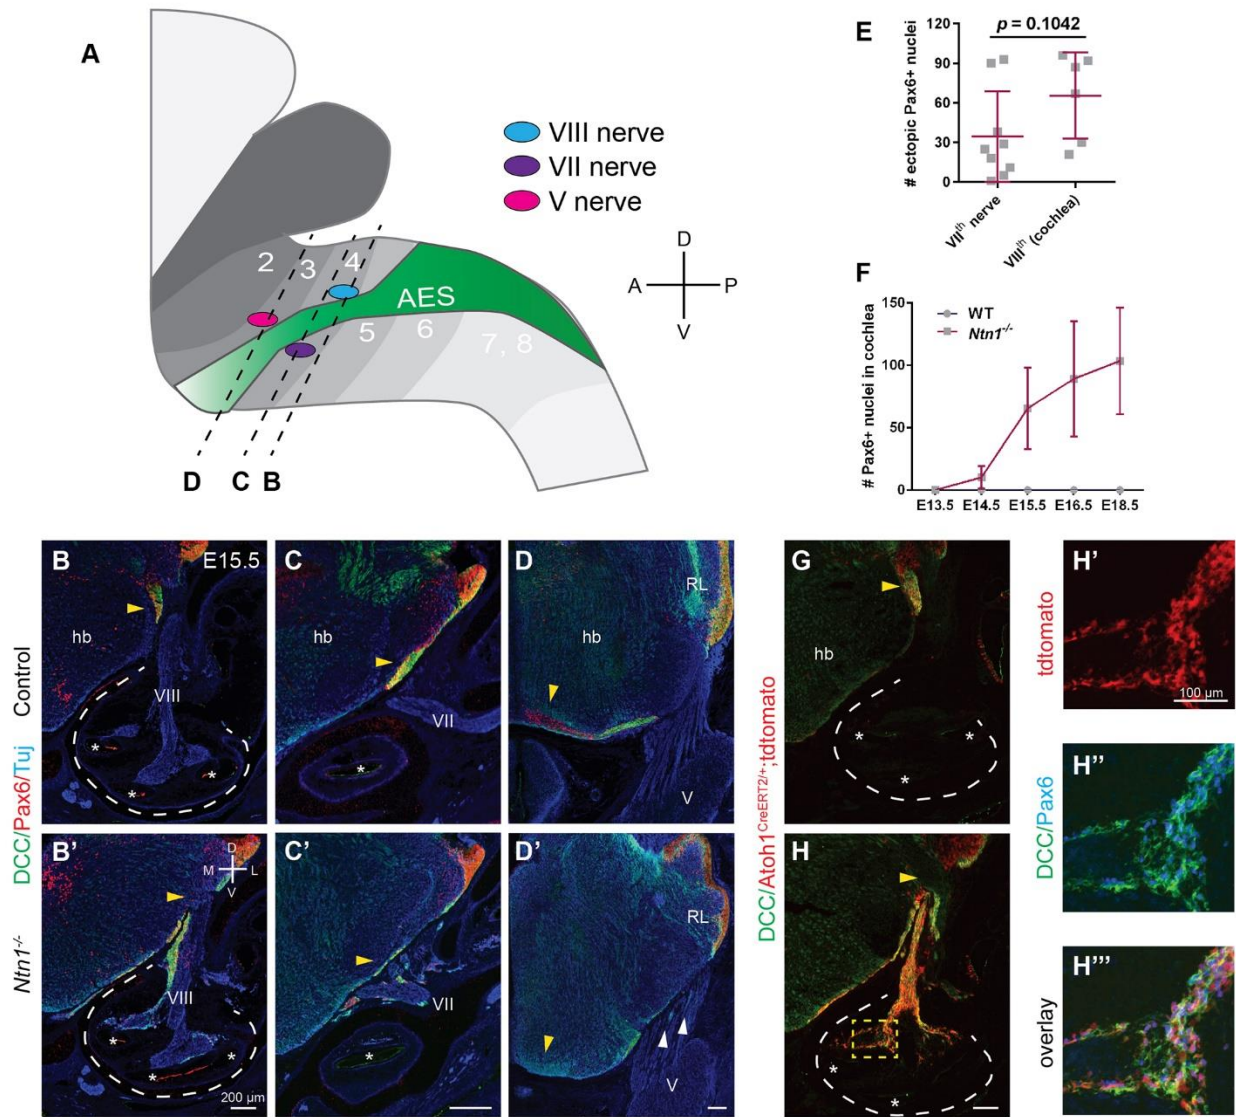 A
VIII nerve
VII nerve
V nerve
2
3
4
AES
5
6
7, 8
D
A
P
V
D
C
B
E
# ectopic Pax6+ nuclei
120
90
60
30
0
p = 0.1042
VIIth nerve
VIIIth (cochlea)
F
# Pax6+ nuclei in cochlea
150
100
50
0
WT
Ntn1-/-
E13.5
E14.5
E15.5
E16.5
E18.5
DCC/Pax6/Tuj
Control
B
E15.5
hb
VIII
*
*
*
C
hb
VII
*
D
RL
hb
V
Ntn1-/-
B'
D
M
L
V
VIII
*
*
*
200 µm
C'
VII
*
D'
RL
V
DCC/Atoh1CreERT2/+;tdtomato
G
hb
*
*
*
H
*
*
*
H'
100 µm
tdtomato
H''
DCC/Pax6
H'''
overlay